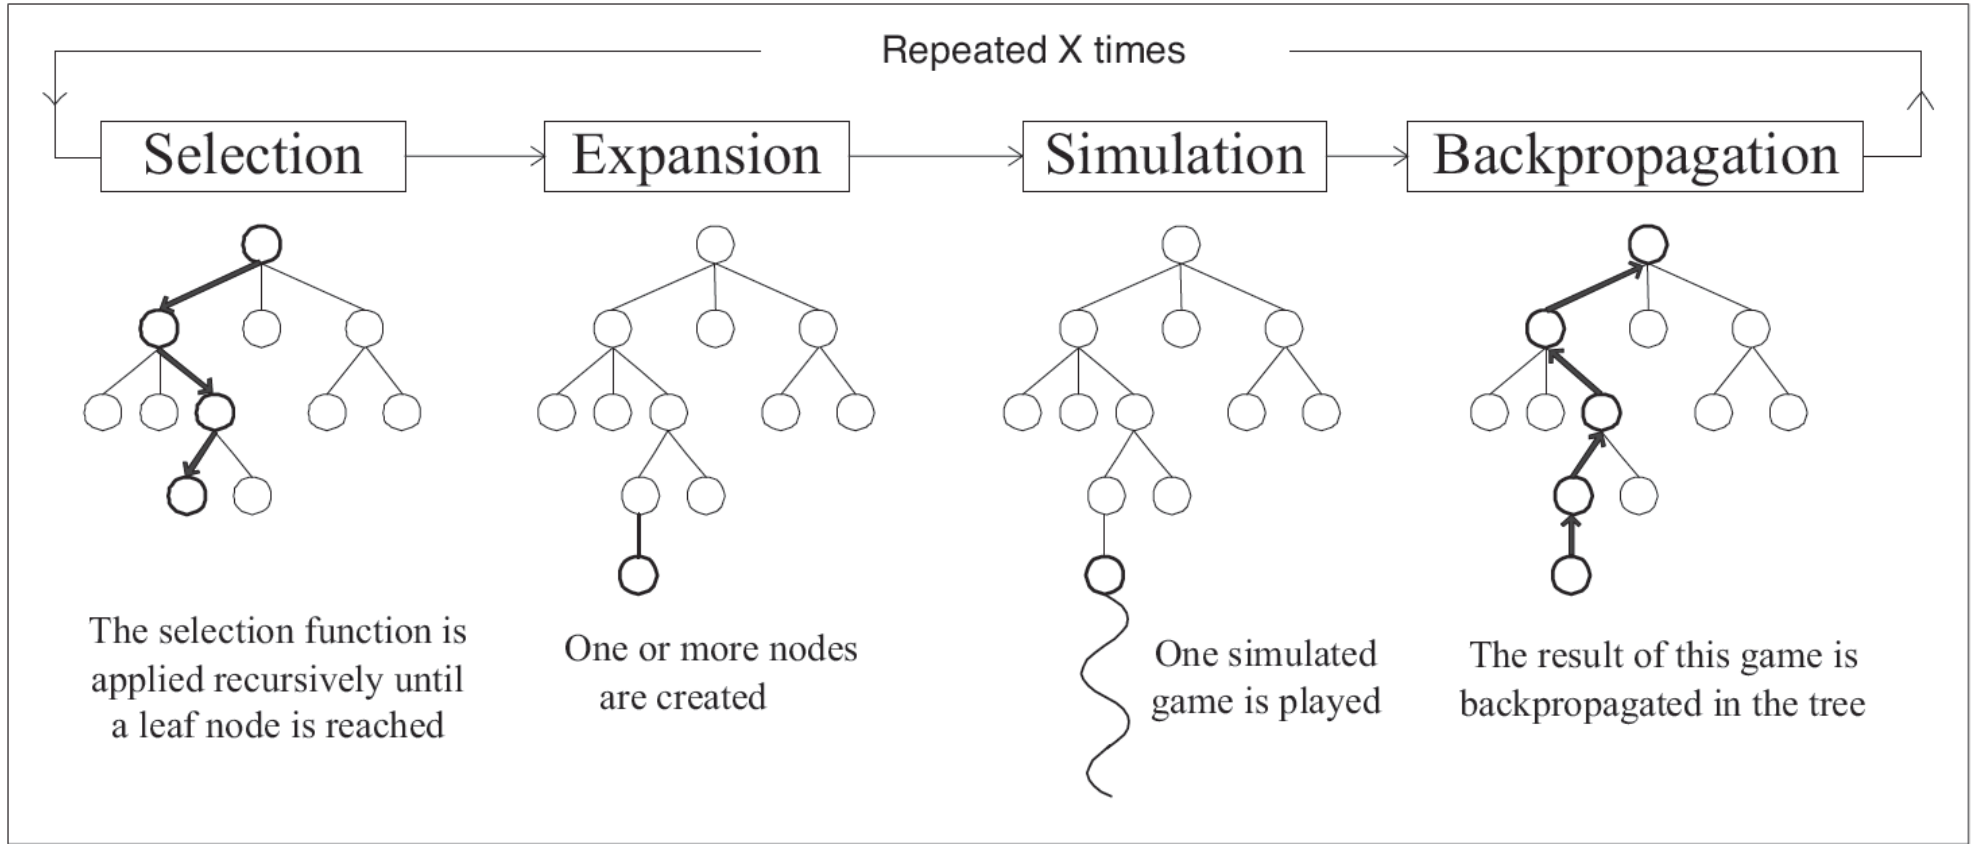 Repeated X times
Selection
Expansion
Simulation
Backpropagation
The selection function is
applied recursively until
a leaf node is reached
One or more nodes
are created
One simulated
game is played
The result of this game is
backpropagated in the tree